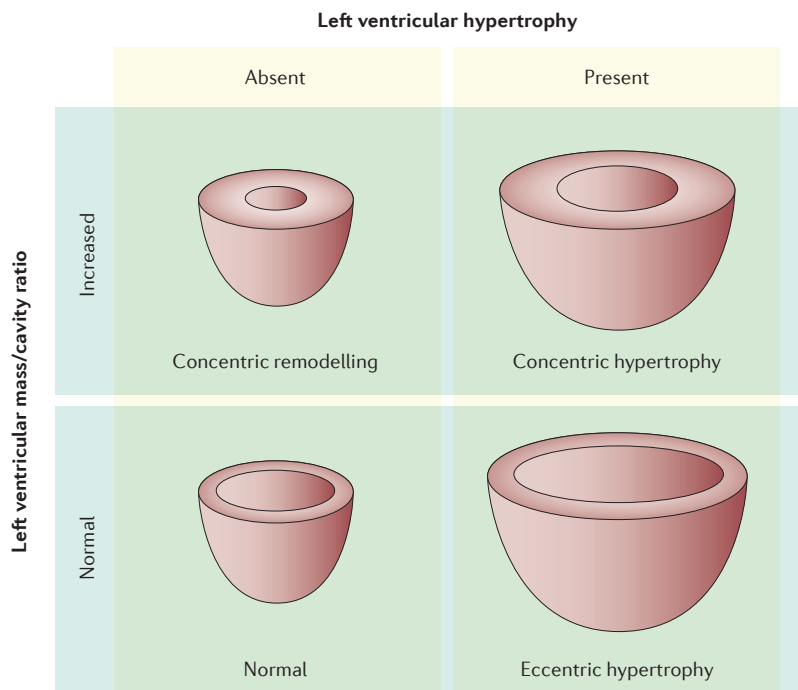 Left ventricular hypertrophy
Absent
Present
Left ventricular mass/cavity ratio
Increased
Concentric remodelling
Concentric hypertrophy
Normal
Normal
Eccentric hypertrophy